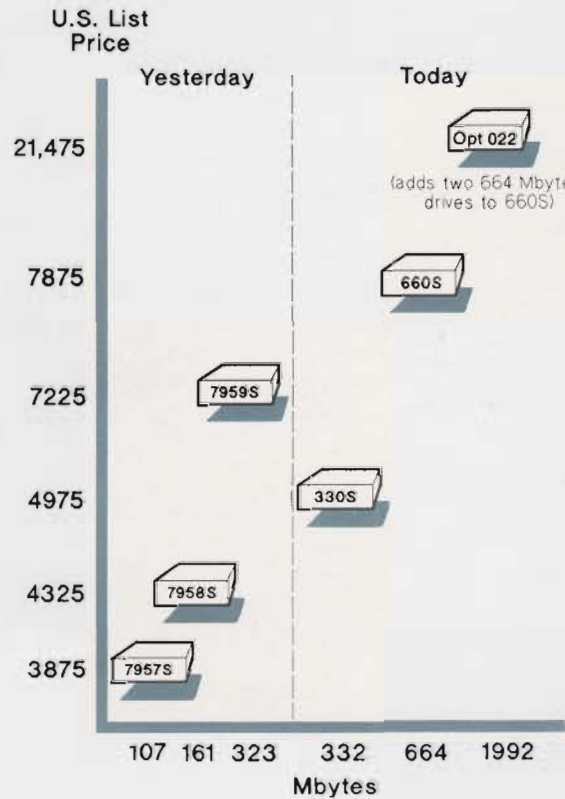 U.S. List
Price
Yesterday
Today
21,475
Opt 022
(adds two 664 Mbyte
drives to 660S)
7875
660S
7225
7959S
4975
330S
4325
7958S
3875
7957S
107 161 323 332 664 1992
Mbytes